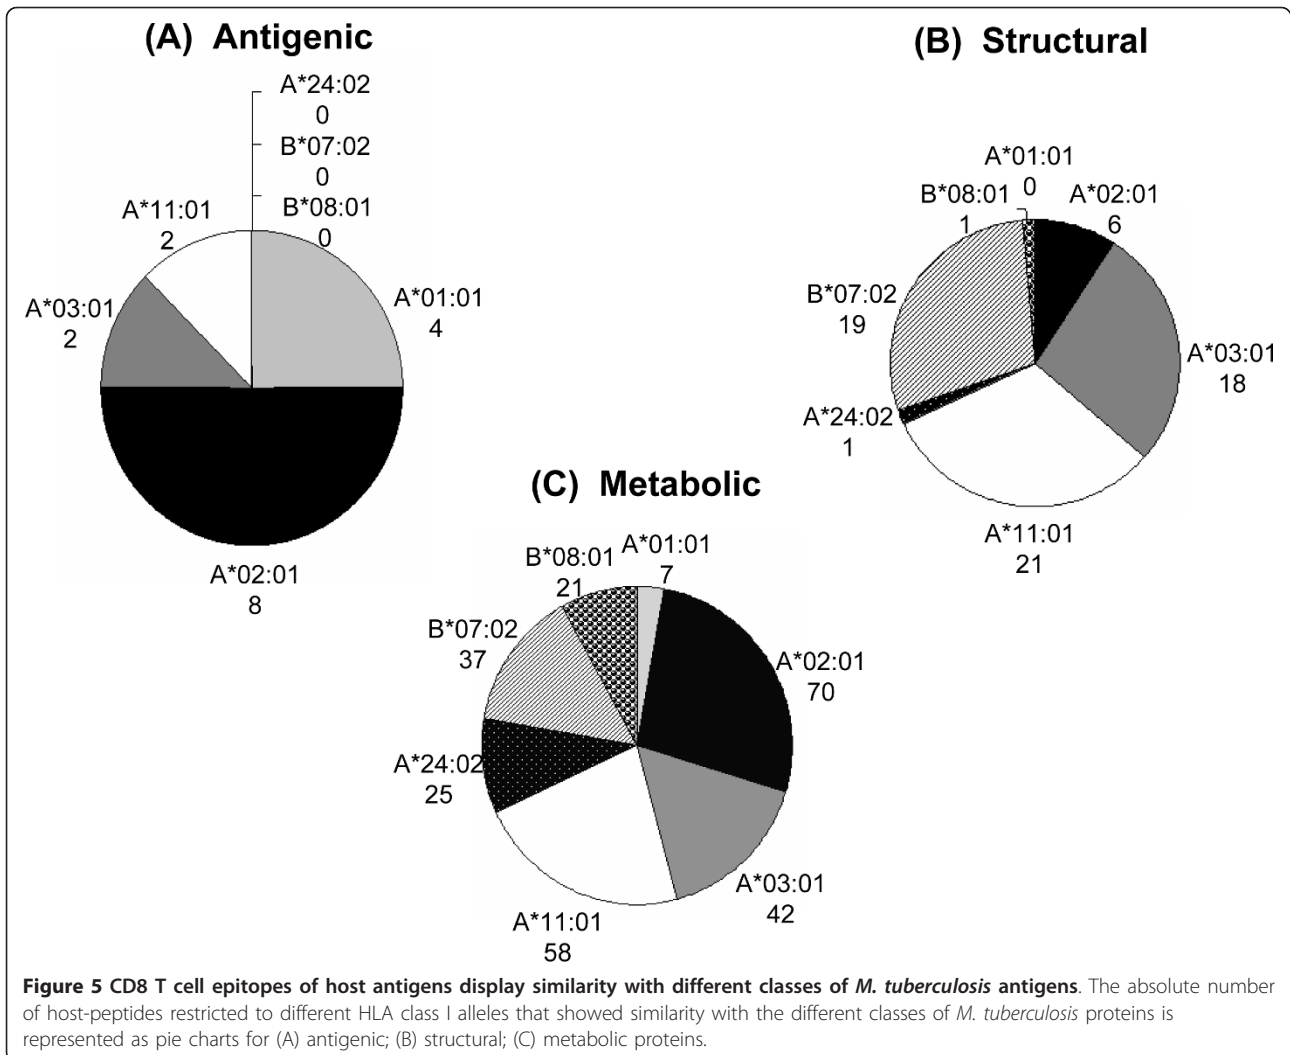 (A) Antigenic
A*24:02
0
B*07:02
0
B*08:01
0
A*11:01
2
A*03:01
2
A*01:01
4
A*02:01
8
(B) Structural
A*01:01
0
B*08:01
1
A*02:01
6
B*07:02
19
A*03:01
18
A*24:02
1
A*11:01
21
(C) Metabolic
A*01:01
7
B*08:01
21
B*07:02
37
A*02:01
70
A*24:02
25
A*03:01
42
A*11:01
58
Figure 5 CD8 T cell epitopes of host antigens display similarity with different classes of M. tuberculosis antigens. The absolute number
of host-peptides restricted to different HLA class I alleles that showed similarity with the different classes of M. tuberculosis proteins is
represented as pie charts for (A) antigenic; (B) structural; (C) metabolic proteins.